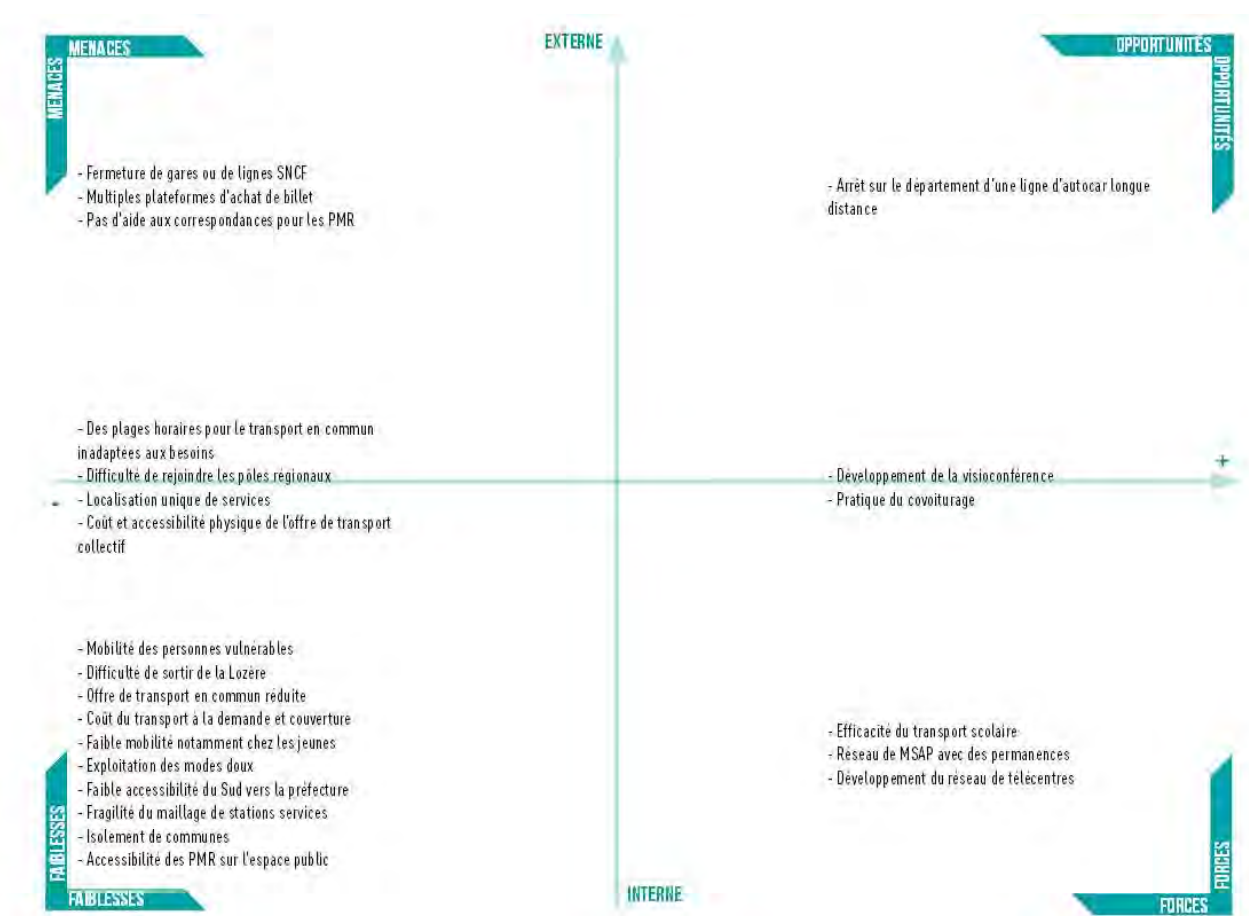 MENACES
MENACES
EXTERNE
OPPORTUNITÉS
OPPORTUNITÉS
- Fermeture de gares ou de lignes SNCF
- Multiples plateformes d'achat de billet
- Pas d'aide aux correspondances pour les PMR
- Arrêt sur le département d'une ligne d'autocar longue
distance
- Des plages horaires pour le transport en commun
inadaptées aux besoins
- Difficulté de rejoindre les pôles régionaux
- Localisation unique de services
- Coût et accessibilité physique de l'offre de transport
collectif
-
+
- Développement de la visioconférence
- Pratique du covoiturage
- Mobilité des personnes vulnérables
- Difficulté de sortir de la Lozère
- Offre de transport en commun réduite
- Coût du transport à la demande et couverture
- Faible mobilité notamment chez les jeunes
- Exploitation des modes doux
- Faible accessibilité du Sud vers la préfecture
- Fragilité du maillage de stations services
- Isolement de communes
- Accessibilité des PMR sur l'espace public
- Efficacité du transport scolaire
- Réseau de MSAP avec des permanences
- Développement du réseau de télécentres
FAIBLESSES
FAIBLESSES
INTERNE
FORCES
FORCES